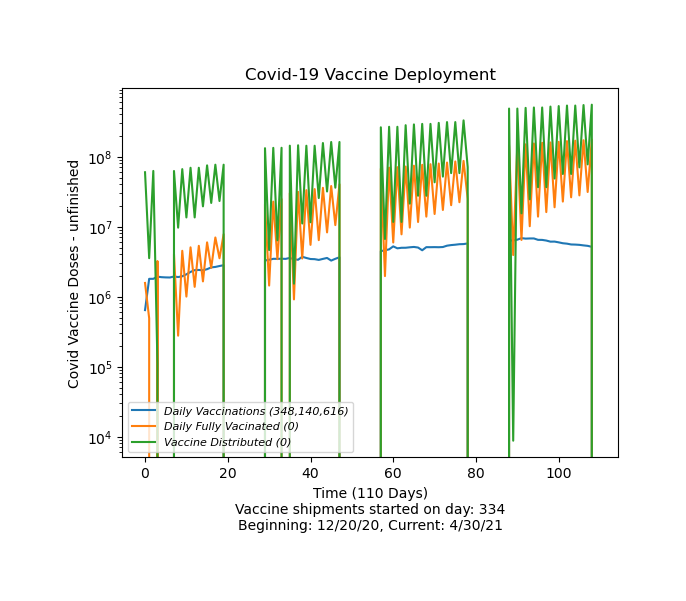 Covid-19 Vaccine Deployment
Covid Vaccine Doses - unfinished
10^8
10^7
10^6
10^5
10^4
Daily Vaccinations (348,140,616)
Daily Fully Vacinated (0)
Vaccine Distributed (0)
0 20 40 60 80 100
Time (110 Days)
Vaccine shipments started on day: 334
Beginning: 12/20/20, Current: 4/30/21